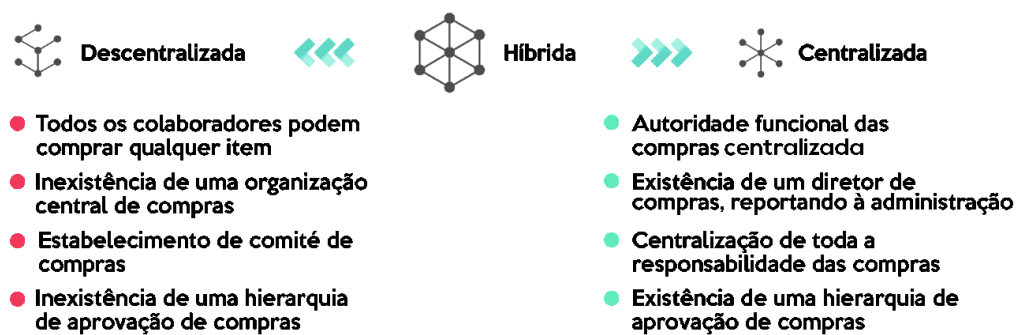 Descentralizada
Híbrida
Centralizada
Todos os colaboradores podem
comprar qualquer item
Inexistência de uma organização
central de compras
Estabelecimento de comité de
compras
Inexistência de uma hierarquia
de aprovação de compras
Autoridade funcional das
compras centralizada
Existência de um diretor de
compras, reportando à administração
Centralização de toda a
responsabilidade das compras
Existência de uma hierarquia de
aprovação de compras